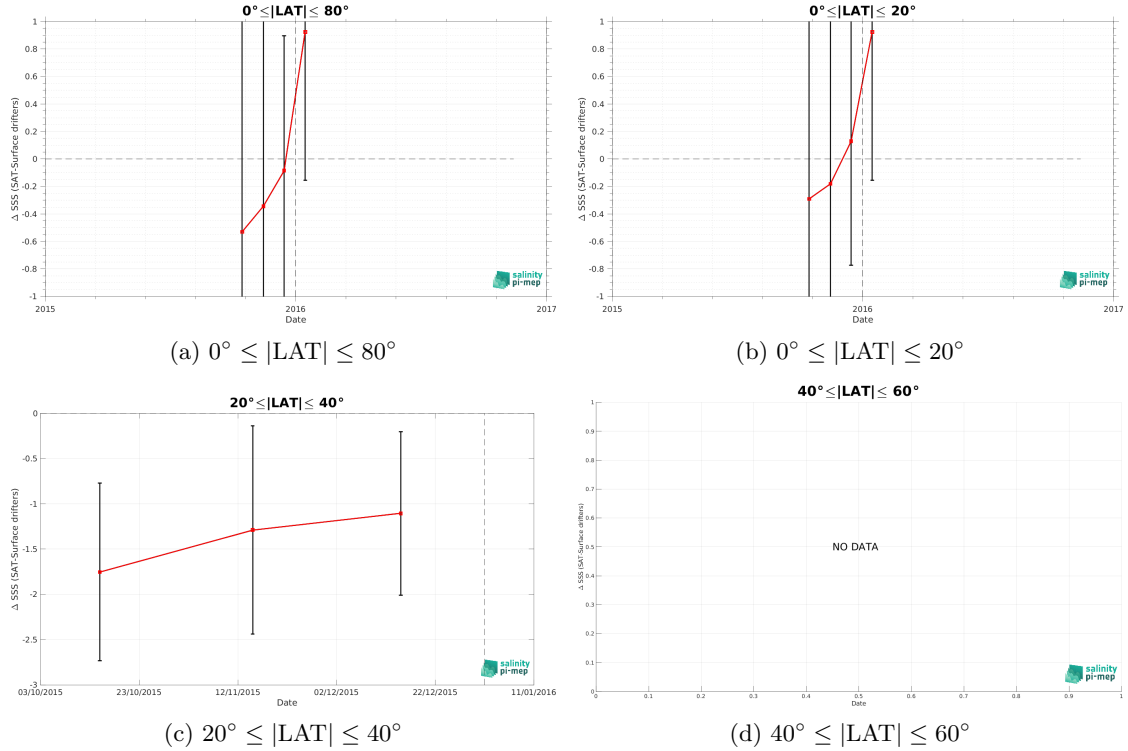 0°≤|LAT|≤ 80°
1
0.8
0.6
0.4
0.2
0
-0.2
-0.4
-0.6
-0.8
-1
Δ SSS (SAT-Surface drifters)
2015
2016
2017
Date
salinity
pi-mep
(a) 0° ≤ |LAT| ≤ 80°
0°≤|LAT|≤ 20°
1
0.8
0.6
0.4
0.2
0
-0.2
-0.4
-0.6
-0.8
-1
Δ SSS (SAT-Surface drifters)
2015
2016
2017
Date
salinity
pi-mep
(b) 0° ≤ |LAT| ≤ 20°
20°≤|LAT|≤ 40°
0
-0.5
-1
-1.5
-2
-2.5
-3
Δ SSS (SAT-Surface drifters)
03/10/2015
23/10/2015
12/11/2015
02/12/2015
22/12/2015
11/01/2016
Date
salinity
pi-mep
(c) 20° ≤ |LAT| ≤ 40°
40°≤|LAT|≤ 60°
1
0.9
0.8
0.7
0.6
0.5
0.4
0.3
0.2
0.1
0
Δ SSS (SAT-Surface drifters)
NO DATA
0
0.1
0.2
0.3
0.4
0.5
0.6
0.7
0.8
0.9
1
Date
salinity
pi-mep
(d) 40° ≤ |LAT| ≤ 60°